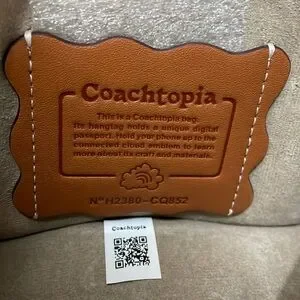 Coachtopia
This is a Coachtopia bag.
Its hangtag holds a unique digital
passport. Hold your phone up to the
connected cloud emblem to learn
more about its craft and materials.
Nº H2380-CQ852
Coachtopia